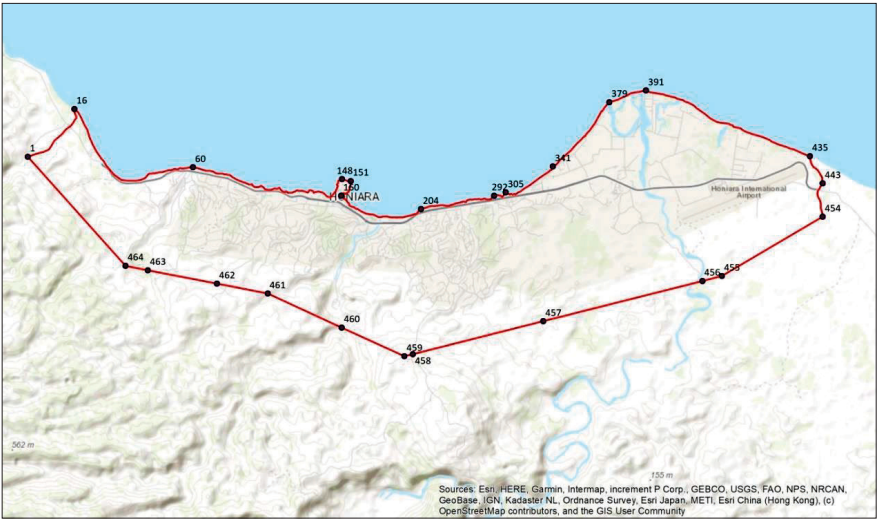 391
379
16
435
1
60
341
148 151
443
160
305
292
HONIARA
204
Honiara International
Airport
454
464
463
462
461
456 455
457
460
459
458
562 m
155 m
Sources: Esri, HERE, Garmin, Intermap, increment P Corp., GEBCO, USGS, FAO, NPS, NRCAN,
GeoBase, IGN, Kadaster NL, Ordnance Survey, Esri Japan, METI, Esri China (Hong Kong), (c)
OpenStreetMap contributors, and the GIS User Community